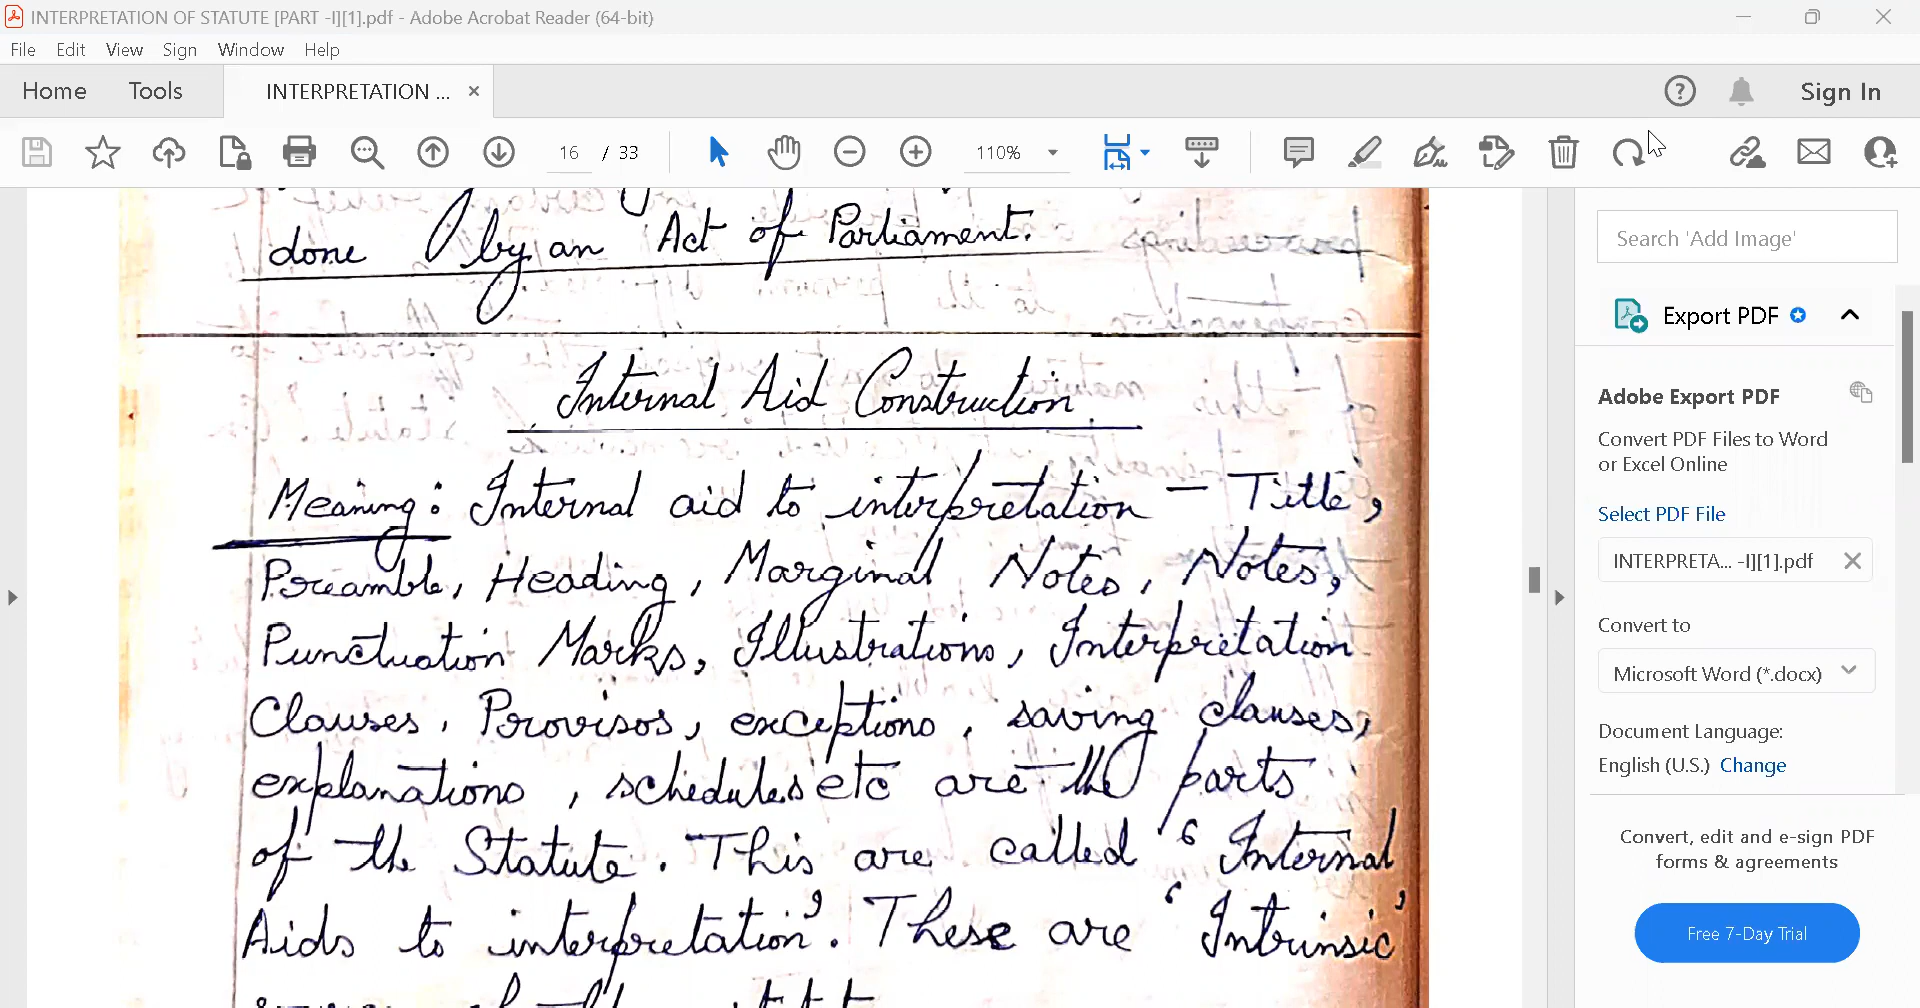 INTERPRETATION OF STATUTE [PART -I][1].pdf - Adobe Acrobat Reader (64-bit)
File Edit View Sign Window Help
Home Tools INTERPRETATION ... × ? Sign In
16 / 33 110%
done by an Act of Parliament.
Internal Aid Construction
Meaning: Internal aid to interpretation – Title,
Preamble, Heading, Marginal Notes, Notes,
Punctuation Marks, Illustrations, Interpretation
Clauses, Provisos, exceptions, saving clauses,
explanations, schedules etc are the parts
of the Statute. This are called 'Internal
Aids to interpretation'. These are 'Intrinsic'
Search 'Add Image'
Export PDF
Adobe Export PDF
Convert PDF Files to Word
or Excel Online
Select PDF File
INTERPRETA... -I][1].pdf
Convert to
Microsoft Word (*.docx)
Document Language:
English (U.S.) Change
Convert, edit and e-sign PDF
forms & agreements
Free 7-Day Trial